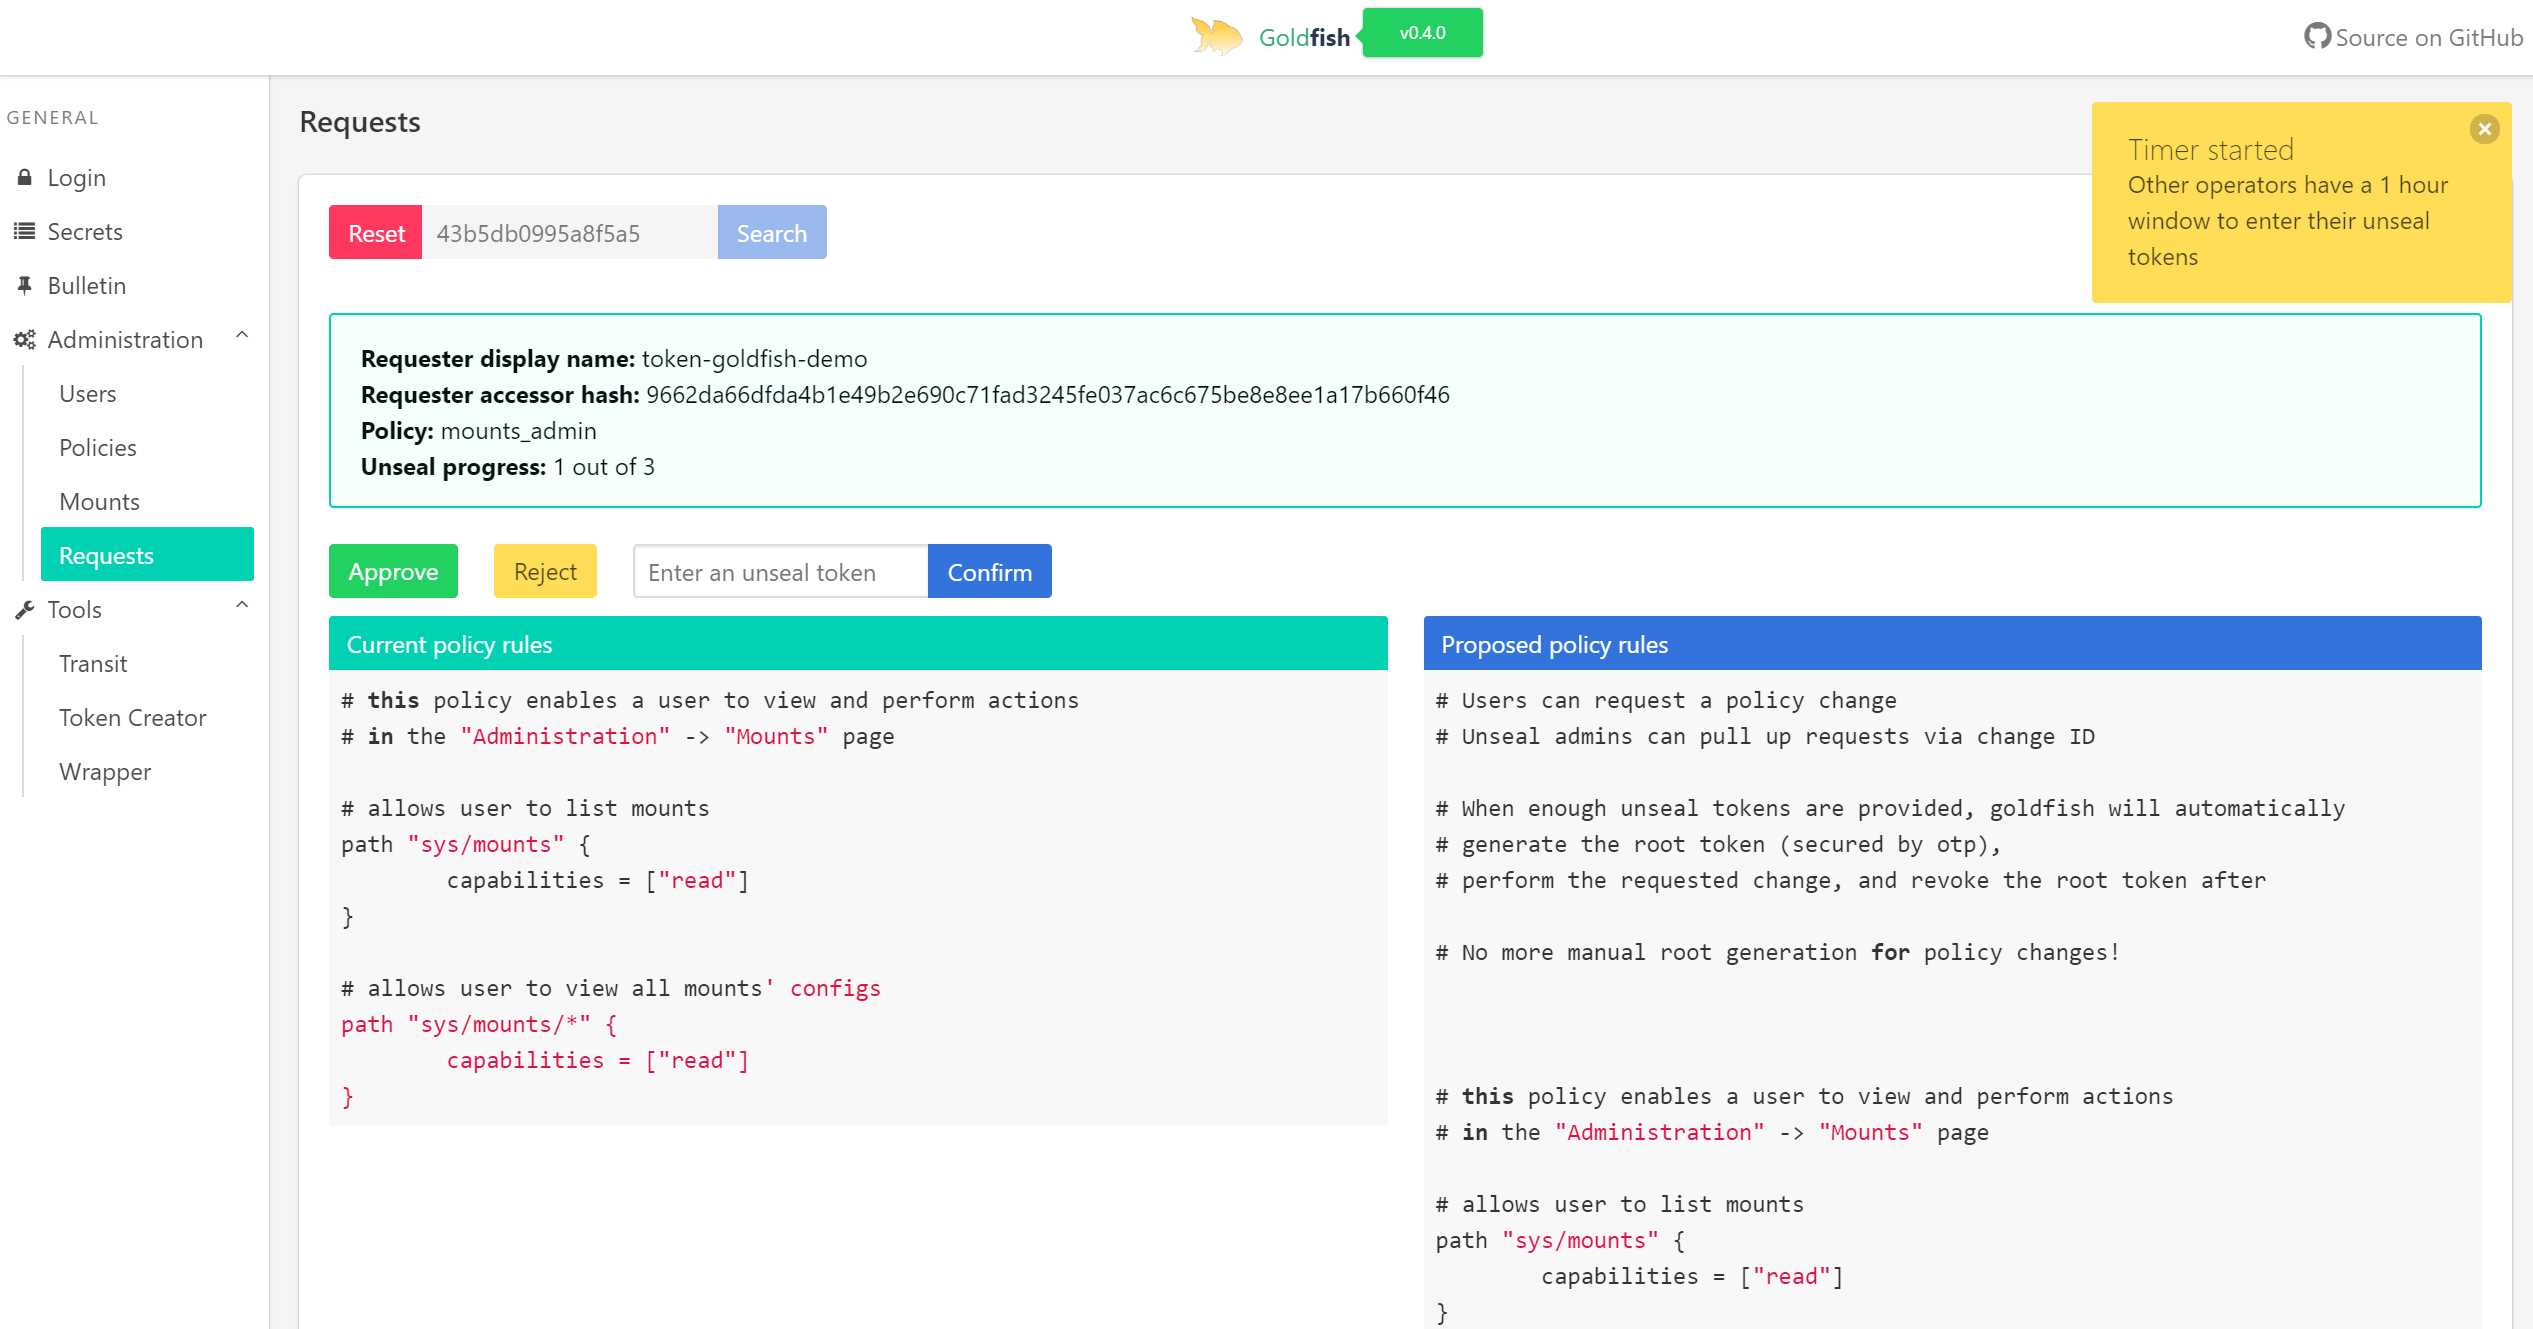 Goldfish
v0.4.0
Source on GitHub
GENERAL
Login
Secrets
Bulletin
Administration
Users
Policies
Mounts
Requests
Tools
Transit
Token Creator
Wrapper
Requests
Timer started
Other operators have a 1 hour
window to enter their unseal
tokens
Reset 43b5db0995a8f5a5 Search
Requester display name: token-goldfish-demo
Requester accessor hash: 9662da66dfda4b1e49b2e690c71fad3245fe037ac6c675be8e8ee1a17b660f46
Policy: mounts_admin
Unseal progress: 1 out of 3
Approve Reject Enter an unseal token Confirm
Current policy rules
# this policy enables a user to view and perform actions
# in the "Administration" -> "Mounts" page
# allows user to list mounts
path "sys/mounts" {
capabilities = ["read"]
}
# allows user to view all mounts' configs
path "sys/mounts/*" {
capabilities = ["read"]
}
Proposed policy rules
# Users can request a policy change
# Unseal admins can pull up requests via change ID
# When enough unseal tokens are provided, goldfish will automatically
# generate the root token (secured by otp),
# perform the requested change, and revoke the root token after
# No more manual root generation for policy changes!
# this policy enables a user to view and perform actions
# in the "Administration" -> "Mounts" page
# allows user to list mounts
path "sys/mounts" {
capabilities = ["read"]
}